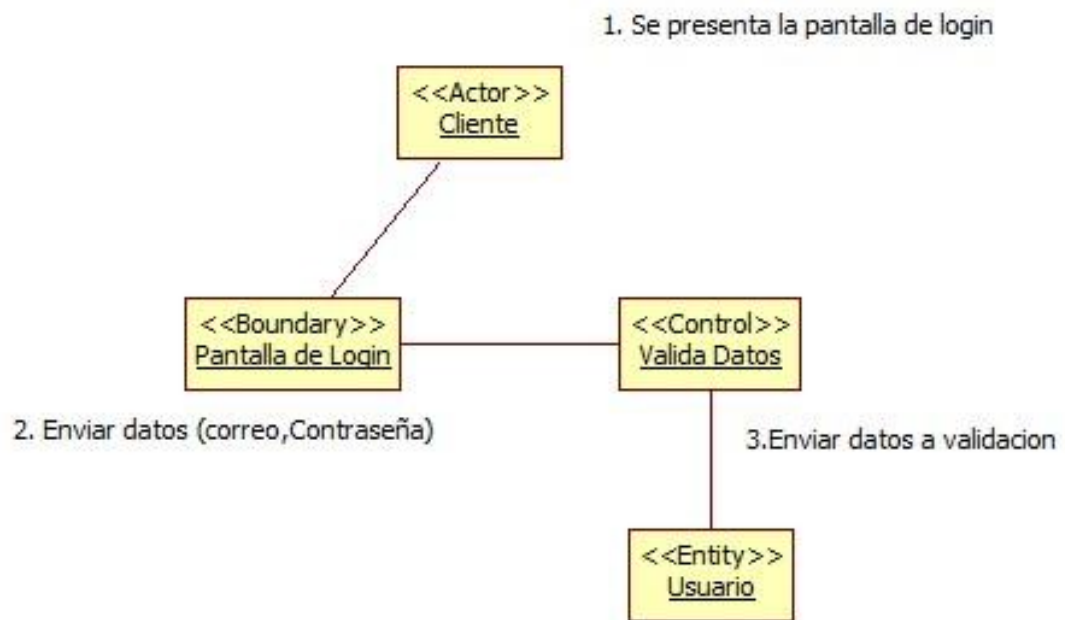 1. Se presenta la pantalla de login
<<Actor>>
Cliente
<<Boundary>>
Pantalla de Login
<<Control>>
Valida Datos
2. Enviar datos (correo,Contraseña)
3.Enviar datos a validacion
<<Entity>>
Usuario